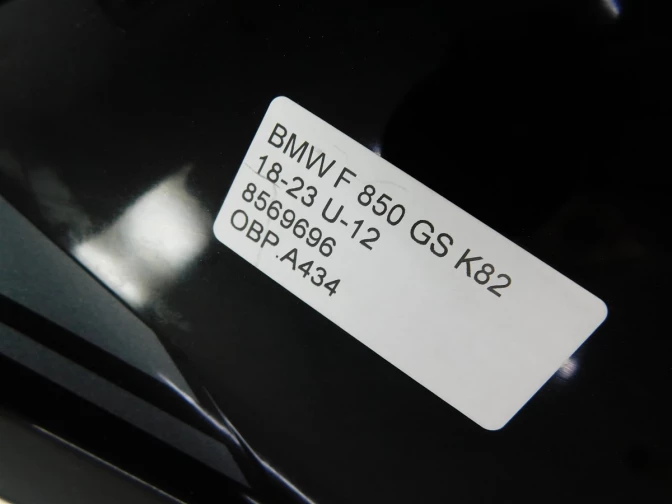 BMW F 850 GS K82
18-23 U-12
8569696
OBP.A434